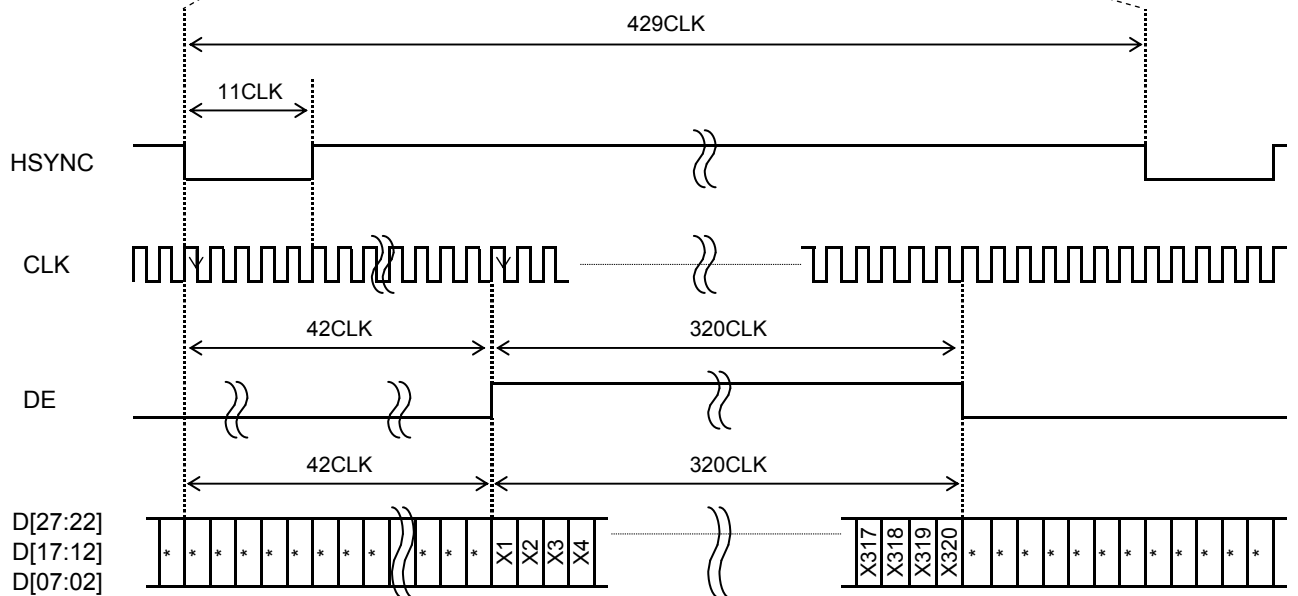 429CLK
11CLK
HSYNC
CLK
42CLK 320CLK
DE
42CLK 320CLK
D[27:22]
D[17:12]
D[07:02]
* * * * * * * * * * * * X1 X2 X3 X4 X317 X318 X319 X320 * * * * * * * * * * * *